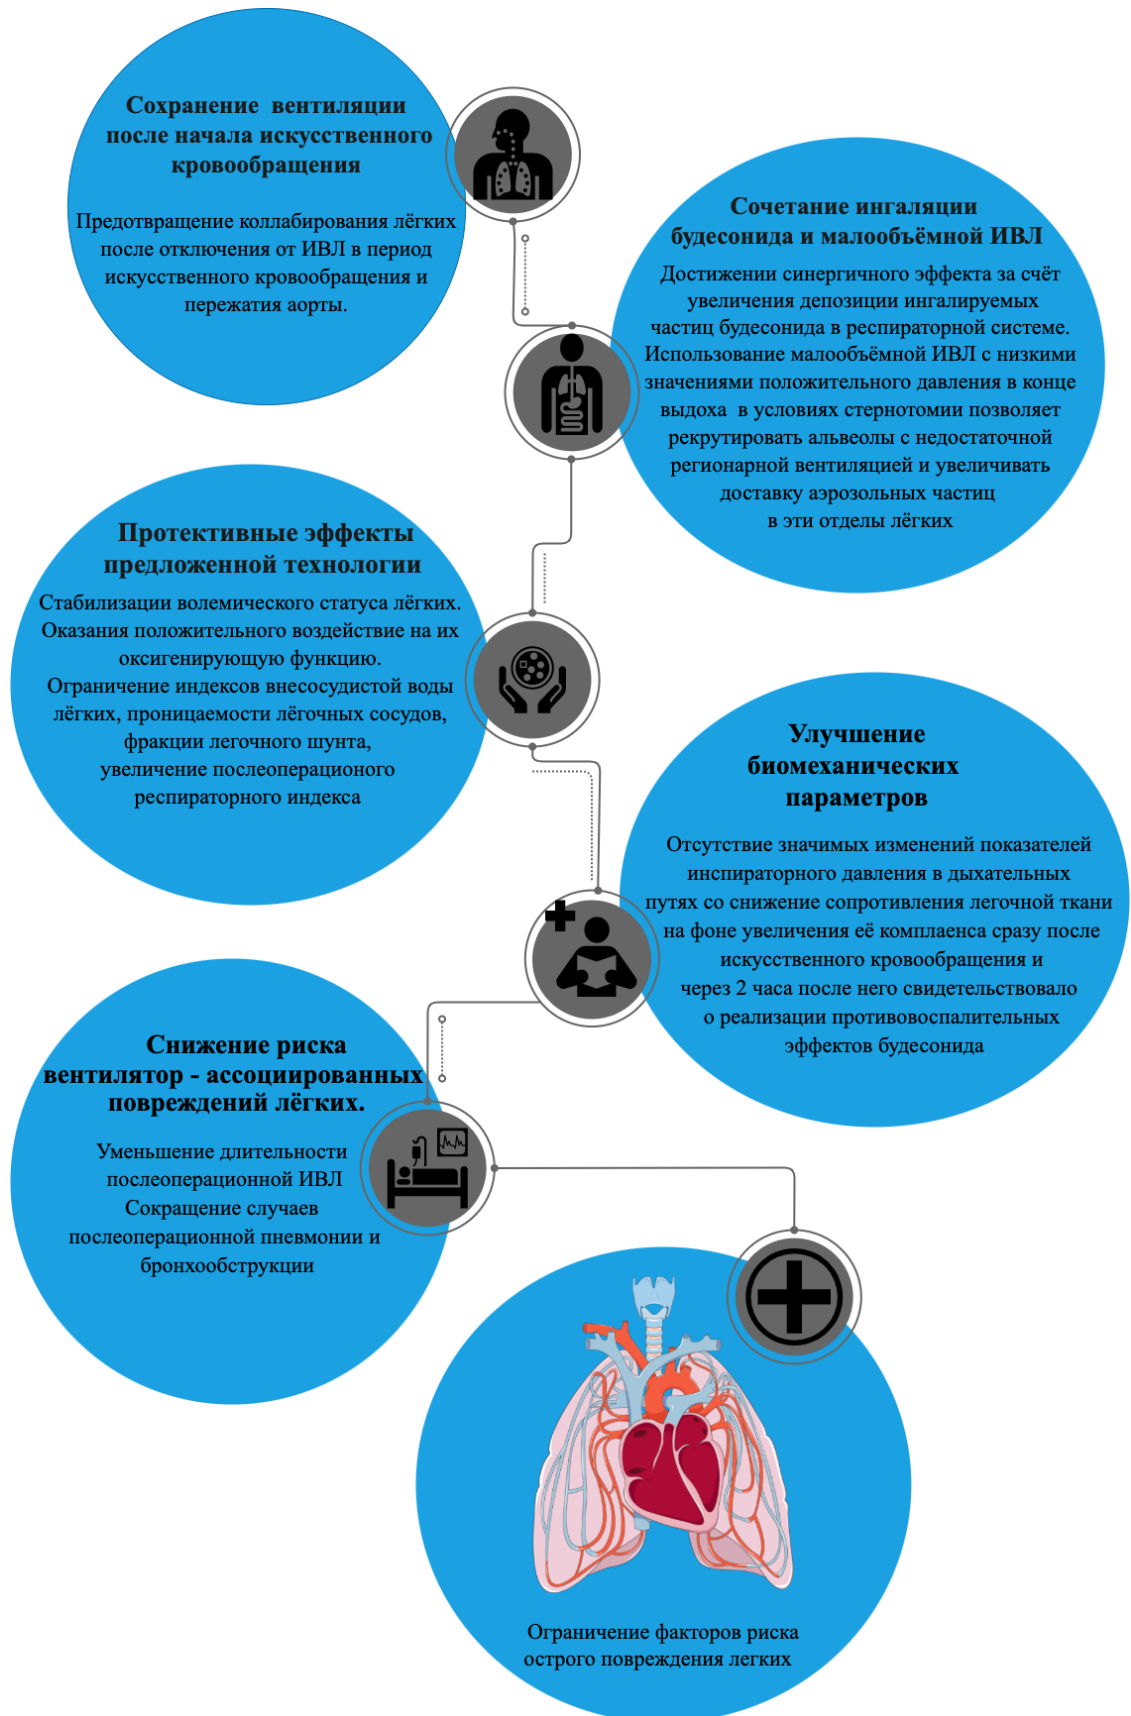 Сохранение вентиляции
после начала искусственного
кровообращения
Предотвращение коллабирования лёгких
после отключения от ИВЛ в период
искусственного кровообращения и
пережатия аорты.
Сочетание ингаляции
будесонида и малообъёмной ИВЛ
Достижении синергичного эффекта за счёт
увеличения депозиции ингалируемых
частиц будесонида в респираторной системе.
Использование малообъёмной ИВЛ с низкими
значениями положительного давления в конце
выдоха в условиях стернотомии позволяет
рекрутировать альвеолы с недостаточной
регионарной вентиляцией и увеличивать
доставку аэрозольных частиц
в эти отделы лёгких
Протективные эффекты
предложенной технологии
Стабилизации волемического статуса лёгких.
Оказания положительного воздействие на их
оксигенирующую функцию.
Ограничение индексов внесосудистой воды
лёгких, проницаемости лёгочных сосудов,
фракции легочного шунта,
увеличение послеоперационого
респираторного индекса
Улучшение
биомеханических
параметров
Отсутствие значимых изменений показателей
инспираторного давления в дыхательных
путях со снижение сопротивления легочной ткани
на фоне увеличения её комплаенса сразу после
искусственного кровообращения и
через 2 часа после него свидетельствовало
о реализации противовоспалительных
эффектов будесонида
Снижение риска
вентилятор - ассоциированных
повреждений лёгких.
Уменьшение длительности
послеоперационной ИВЛ
Сокращение случаев
послеоперационной пневмонии и
бронхообструкции
Ограничение факторов риска
острого повреждения легких